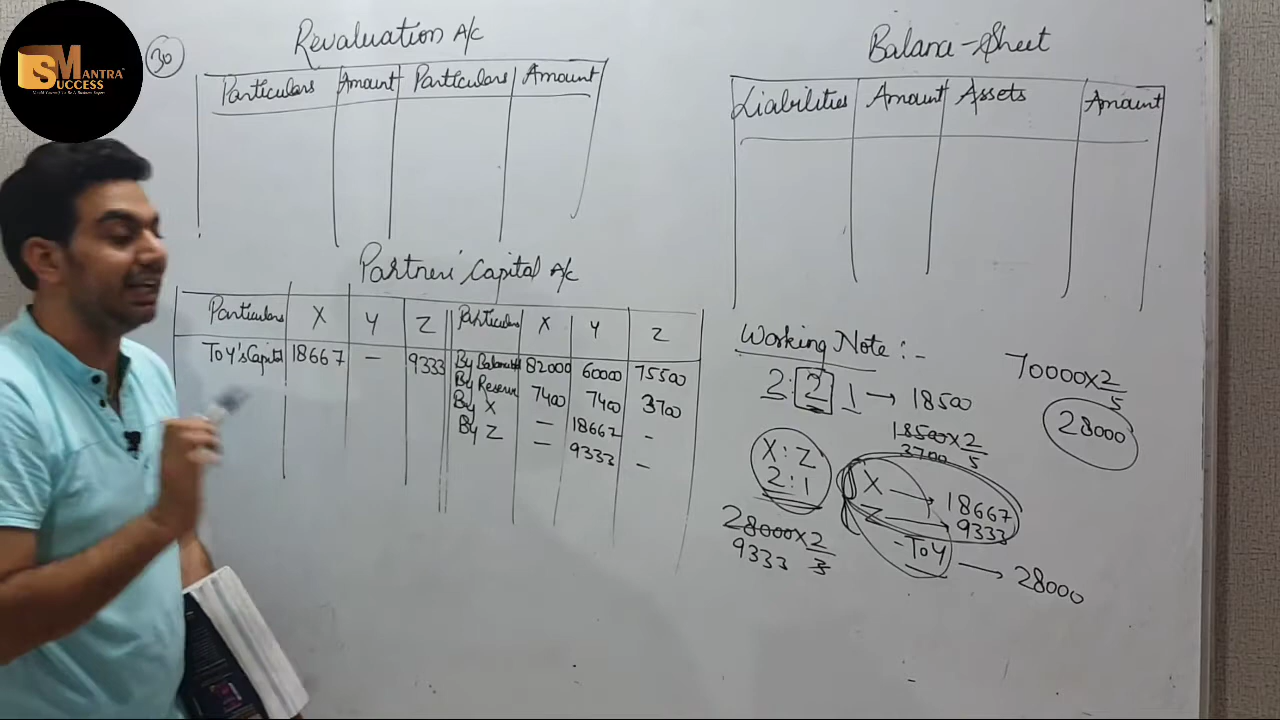 MANTRA
SUCCESS
30
Revaluation A/c
Particulars Amount Particulars Amount
Balance-Sheet
Liabilities Amount Assets Amount
Partners' Capital A/c
Particulars X Y Z Particulars X Y Z
To Y's Capital 18667 — 9333 By Balance b/d 82000 60000 75500
By Reserve 7400 7400 3700
By X — 18667 -
By Z — 9333 -
Working Note :-
2:2 1 → 18500
18500×2/5
3700
X:Z
2:1
28000×2/3
9333
X → 18667
Z → 9333
-To Y → 28000
70000×2/5
28000